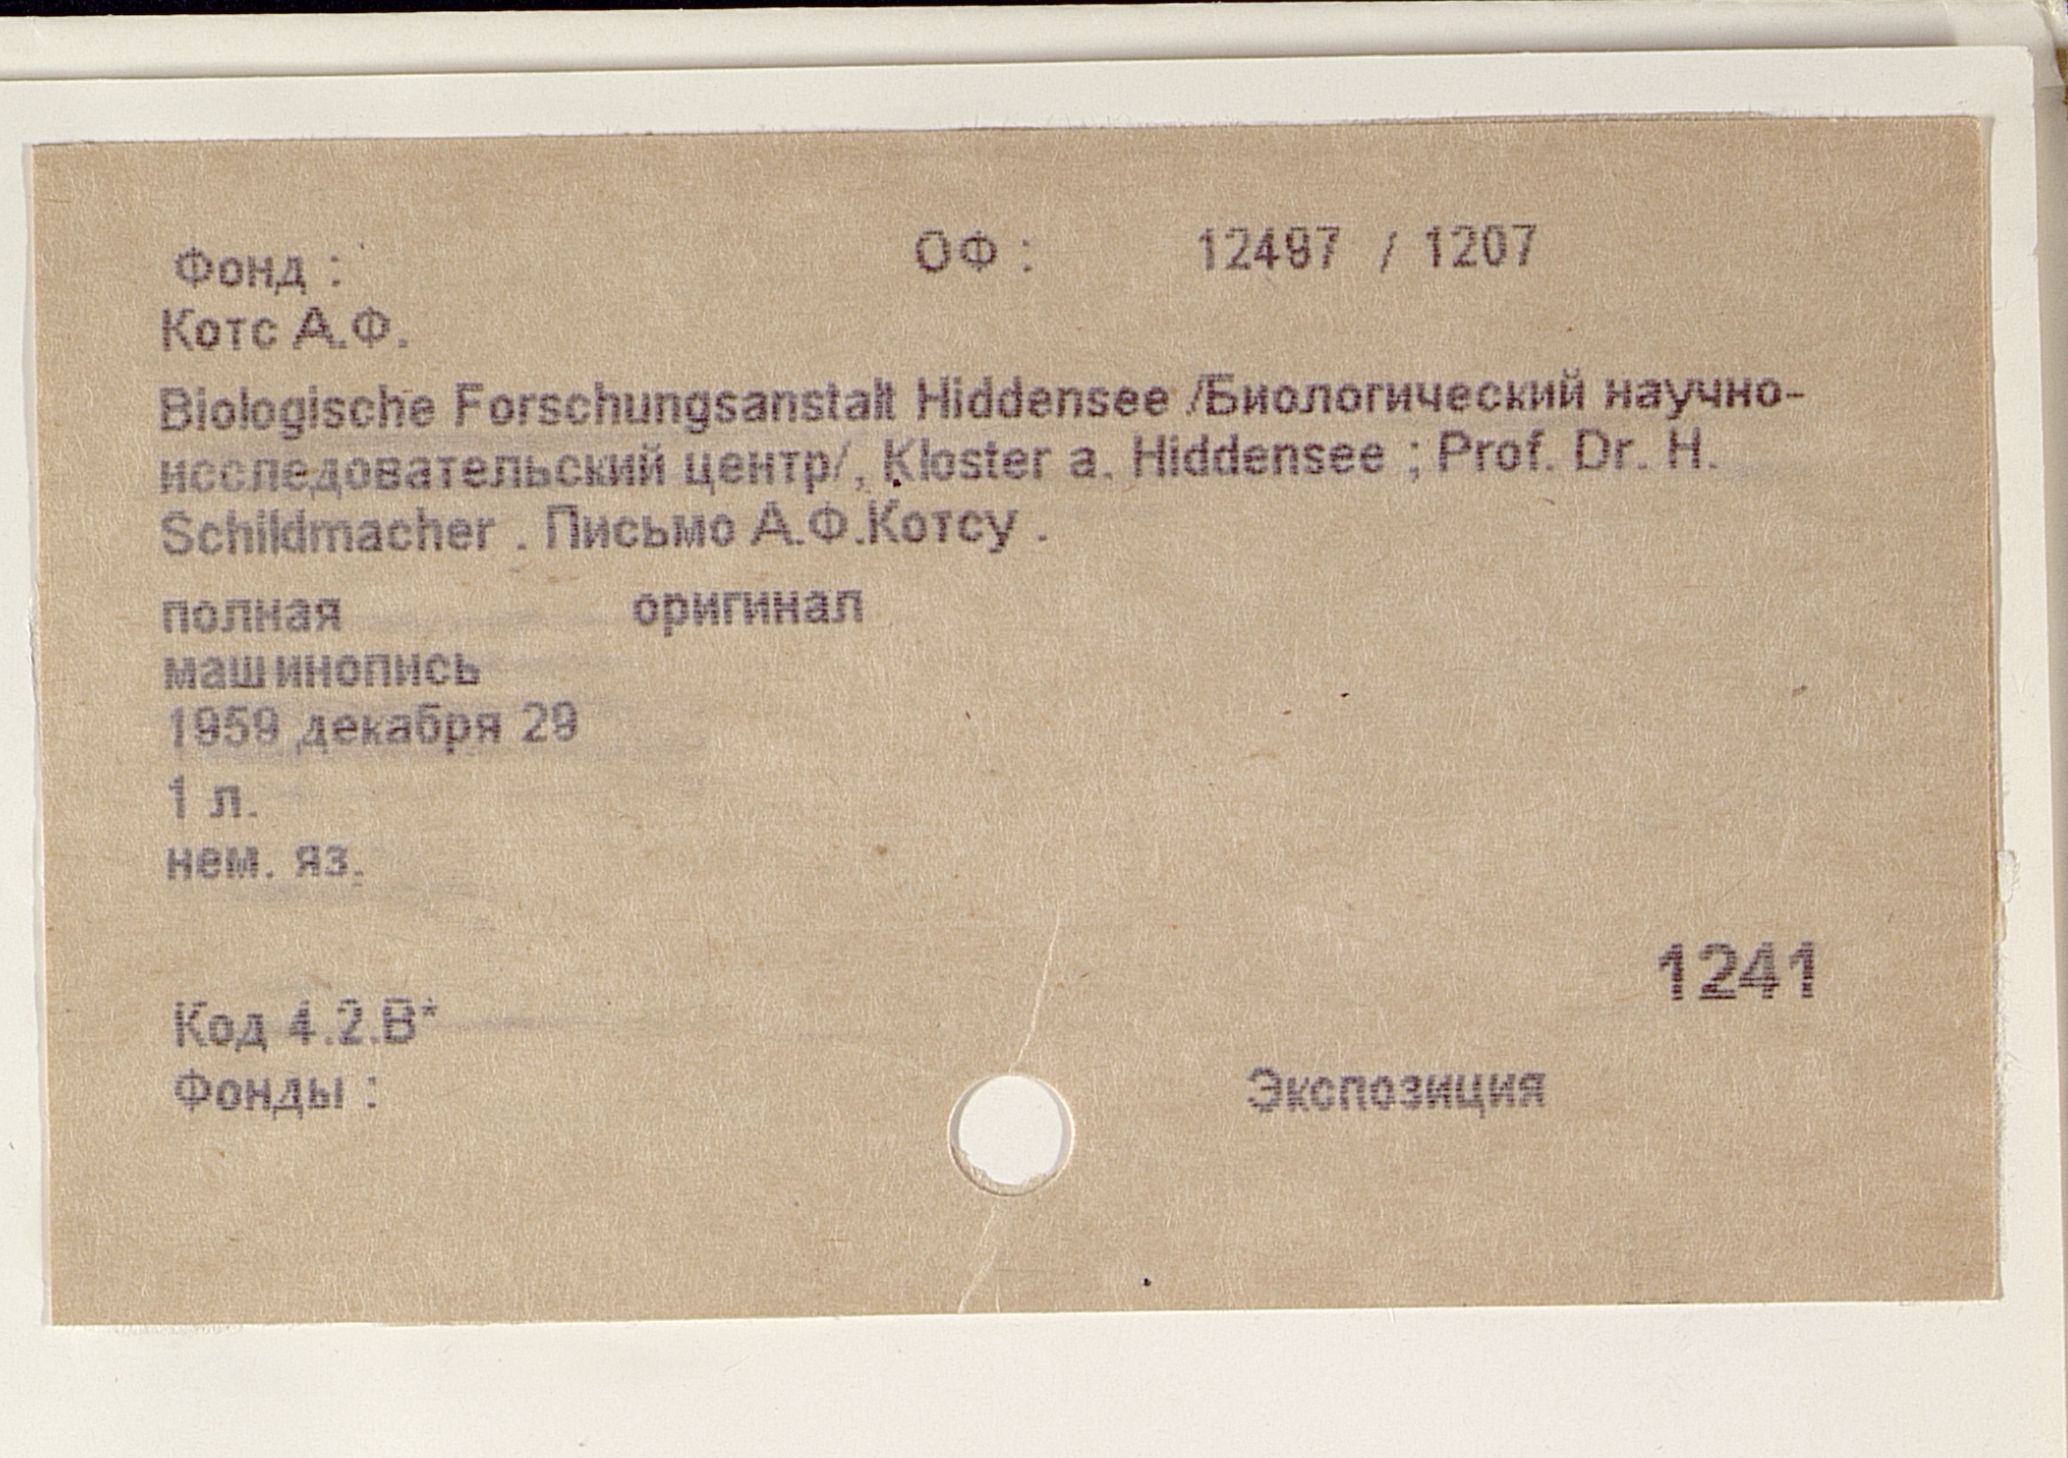 Фонд :
ОФ : 12497 / 1207
Котс А.Ф.
Biologische Forschungsanstalt Hiddensee /Биологический научно-
исследовательский центр/, Kloster a. Hiddensee ; Prof. Dr. H.
Schildmacher . Письмо А.Ф.Котсу .
полная оригинал
машинопись
1959 декабря 29
1 л.
нем. яз.
1241
Код 4.2.В*
Фонды : Экспозиция